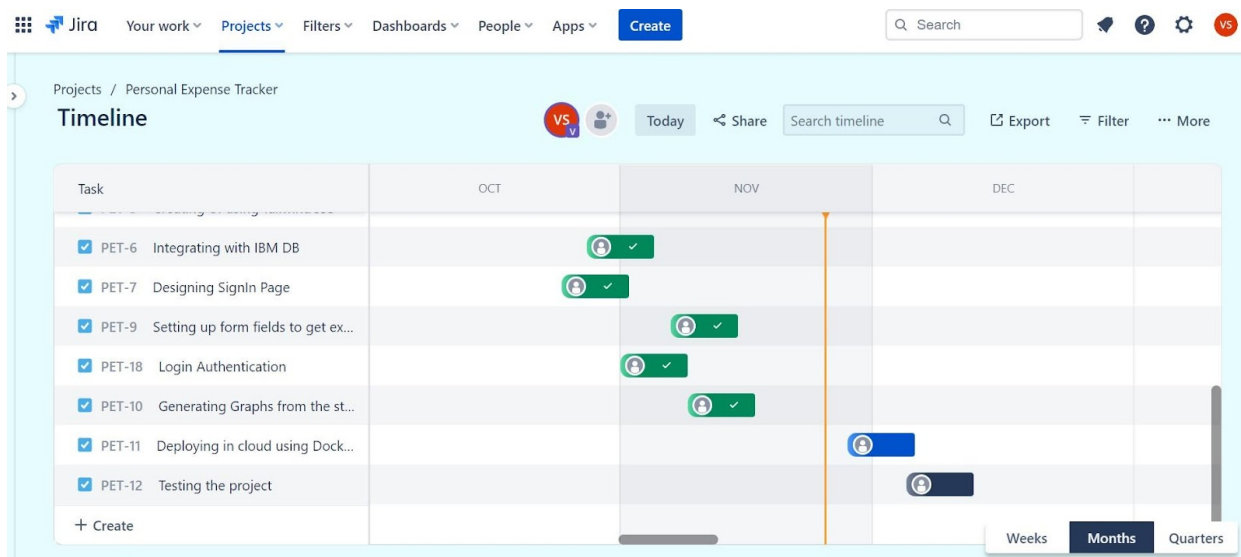 Jira Your work Projects Filters Dashboards People Apps Create Search VS
Projects / Personal Expense Tracker
Timeline VS V Today Share Search timeline Export Filter More
Task OCT NOV DEC
PET-6 Integrating with IBM DB
PET-7 Designing SignIn Page
PET-9 Setting up form fields to get ex...
PET-18 Login Authentication
PET-10 Generating Graphs from the st...
PET-11 Deploying in cloud using Dock...
PET-12 Testing the project
+ Create
Weeks Months Quarters